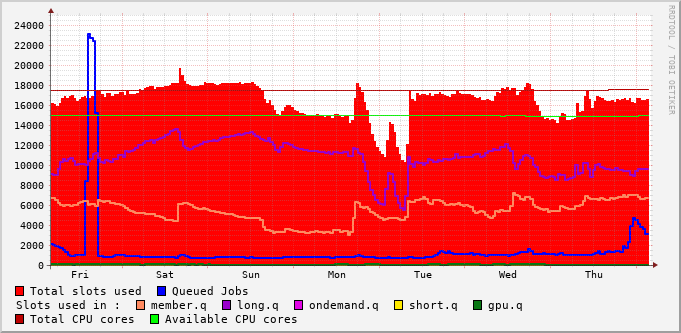 24000
22000
20000
18000
16000
14000
12000
10000
8000
6000
4000
2000
0
Fri Sat Sun Mon Tue Wed Thu
RRDTOOL / TOBI OETIKER
Total slots used Queued Jobs
Slots used in : member.q long.q ondemand.q short.q gpu.q
Total CPU cores Available CPU cores